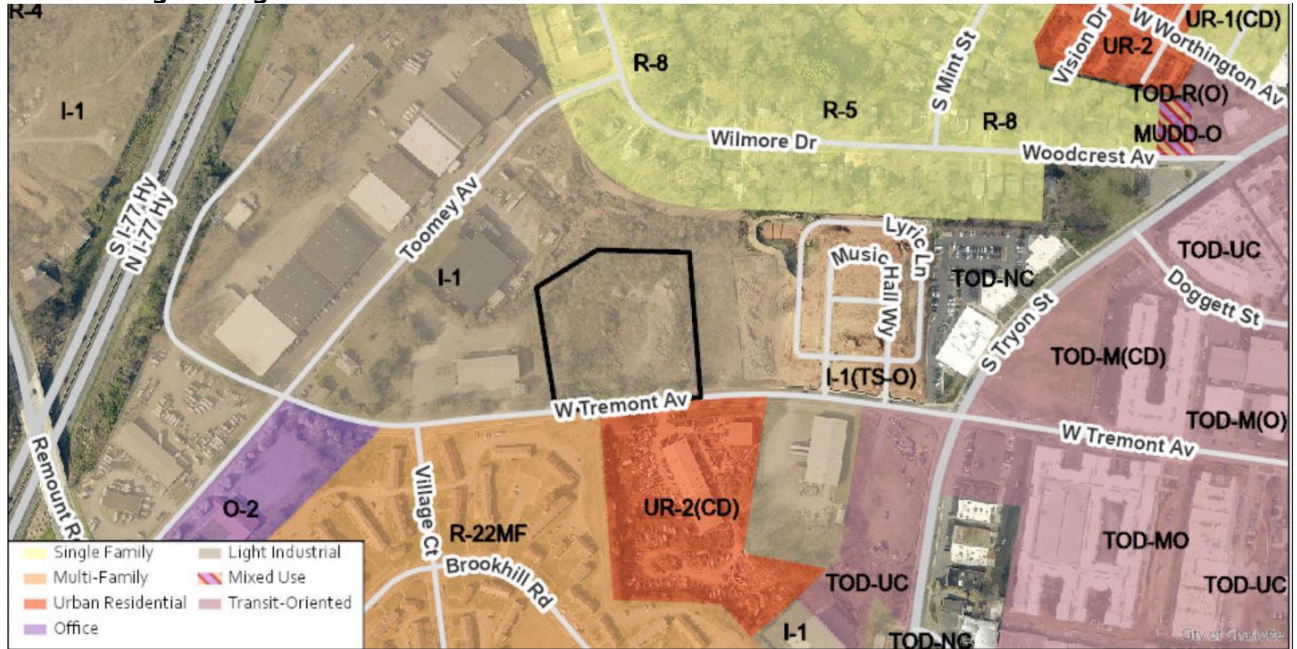 R-4
I-1
S I-77 Hy
N I-77 Hy
R-8
R-5
S Mint St
R-8
Vision Dr
UR-2
W Worthington Av
UR-1(CD)
TOD-R(O)
MUDD-O
Wilmore Dr
Woodcrest Av
Toomey Av
I-1
Lyric Ln
Music Hall Wy
TOD-NC
TOD-UC
Doggett St
S Tryon St
TOD-M(CD)
I-1(TS-O)
W Tremont Av
TOD-M(O)
W Tremont Av
Remount Rd
O-2
Village Ct
R-22MF
Brookhill Rd
UR-2(CD)
TOD-UC
I-1
TOD-NC
TOD-MO
TOD-UC
Single Family
Multi-Family
Urban Residential
Office
Light Industrial
Mixed Use
Transit-Oriented
City of Charlotte